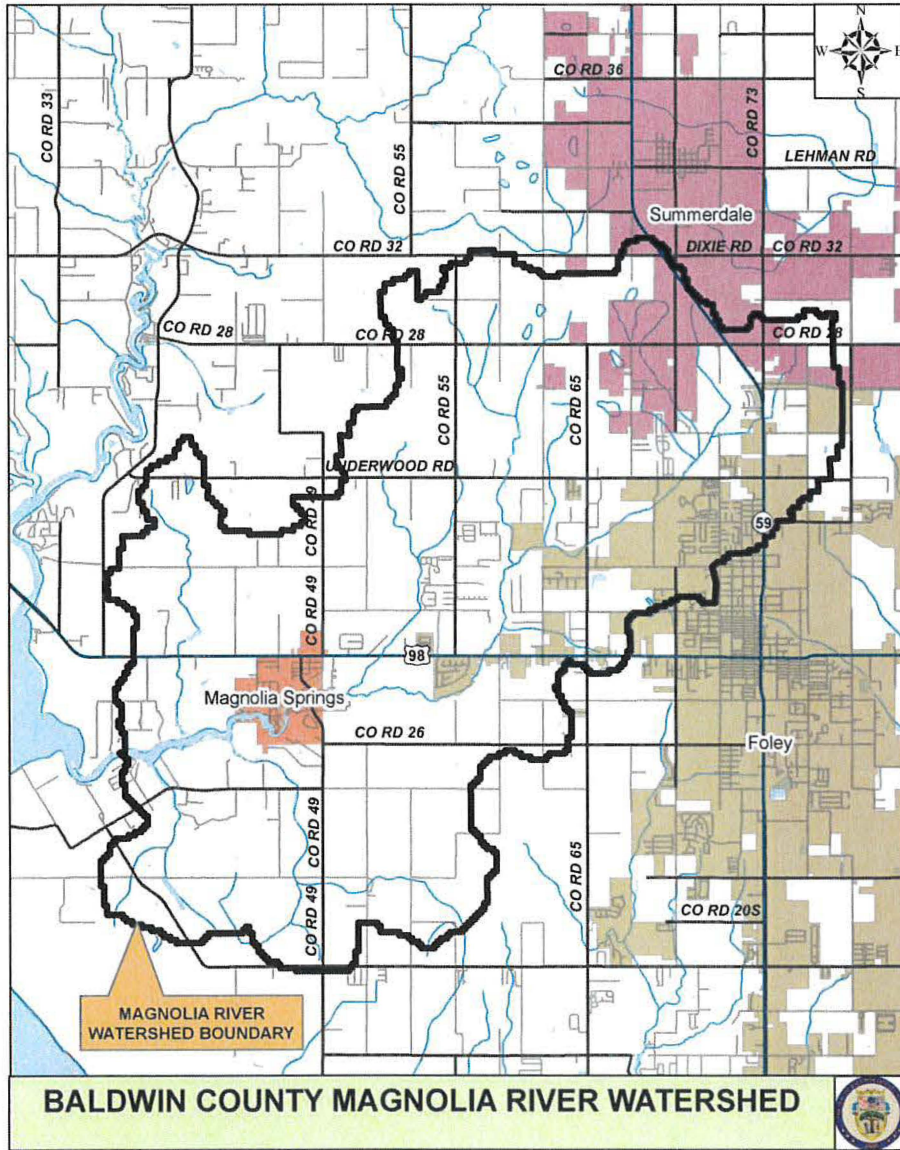 N
W
E
S
CO RD 36
CO RD 33
CO RD 73
CO RD 55
LEHMAN RD
Summerdale
CO RD 32
DIXIE RD
CO RD 32
CO RD 28
CO RD 28
CO RD 28
CO RD 55
CO RD 65
UNDERWOOD RD
CO RD 49
59
CO RD 49
98
Magnolia Springs
CO RD 26
Foley
CO RD 49
CO RD 65
CO RD 49
CO RD 20S
MAGNOLIA RIVER
WATERSHED BOUNDARY
BALDWIN COUNTY MAGNOLIA RIVER WATERSHED